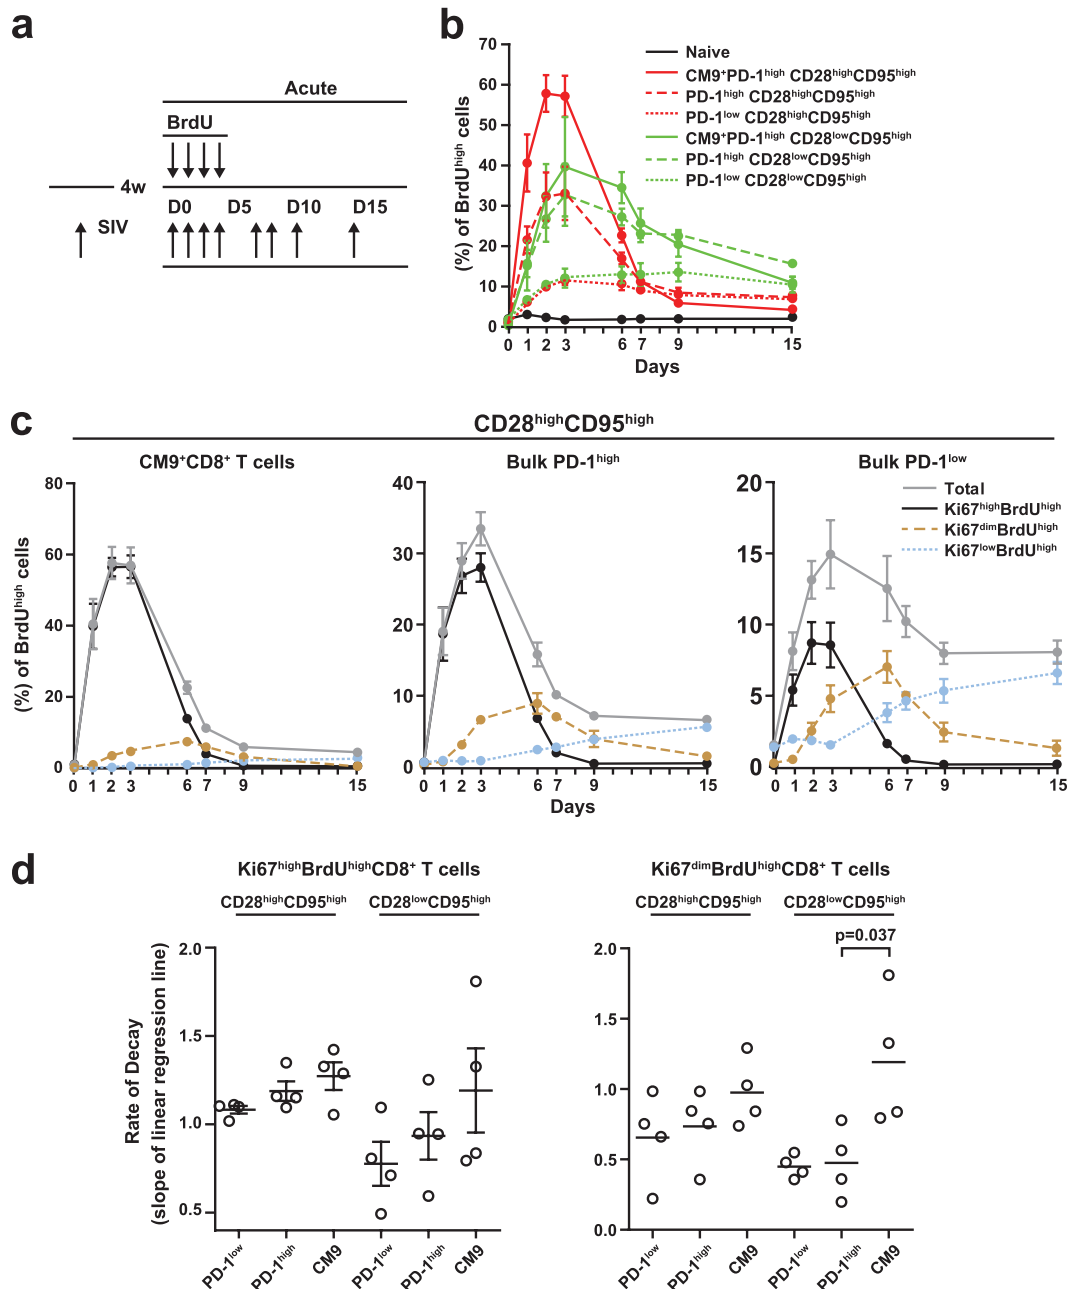 a
Acute
BrdU
4w
D0 D5 D10 D15
SIV
b
70
60
50
40
30
20
10
0
(%) of BrdUhigh cells
0 1 2 3 6 7 9 15
Days
Naive
CM9+PD-1high CD28highCD95high
PD-1high CD28highCD95high
PD-1low CD28highCD95high
CM9+PD-1high CD28lowCD95high
PD-1high CD28lowCD95high
PD-1low CD28lowCD95high
c
CD28highCD95high
CM9+CD8+ T cells
Bulk PD-1high
Bulk PD-1low
(%) of BrdUhigh cells
80
60
40
20
0
0 1 2 3 6 7 9 15
40
30
20
10
0
0 1 2 3 6 7 9 15
Days
20
15
10
5
0
0 1 2 3 6 7 9 15
Total
Ki67highBrdUhigh
Ki67dimBrdUhigh
Ki67lowBrdUhigh
d
Ki67highBrdUhighCD8+ T cells
CD28highCD95high CD28lowCD95high
Rate of Decay
(slope of linear regression line)
2.0
1.5
1.0
0.5
PD-1low PD-1high CM9 PD-1low PD-1high CM9
Ki67dimBrdUhighCD8+ T cells
CD28highCD95high CD28lowCD95high
p=0.037
2.0
1.5
1.0
0.5
0.0
PD-1low PD-1high CM9 PD-1low PD-1high CM9